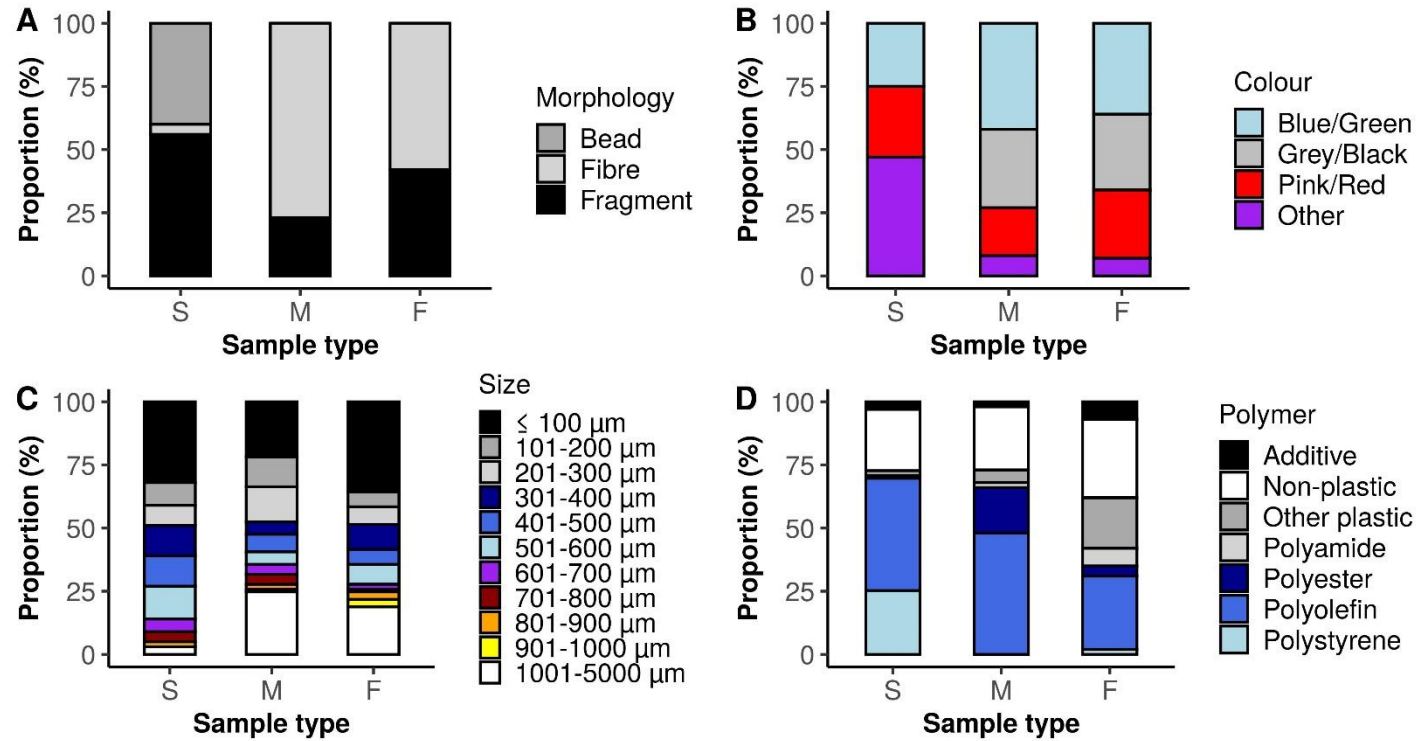 A
Proportion (%)
100
75
50
25
0
S M F
Sample type
Morphology
Bead
Fibre
Fragment
B
Proportion (%)
100
75
50
25
0
S M F
Sample type
Colour
Blue/Green
Grey/Black
Pink/Red
Other
C
Proportion (%)
100
75
50
25
0
S M F
Sample type
Size
≤ 100 µm
101-200 µm
201-300 µm
301-400 µm
401-500 µm
501-600 µm
601-700 µm
701-800 µm
801-900 µm
901-1000 µm
1001-5000 µm
D
Proportion (%)
100
75
50
25
0
S M F
Sample type
Polymer
Additive
Non-plastic
Other plastic
Polyamide
Polyester
Polyolefin
Polystyrene